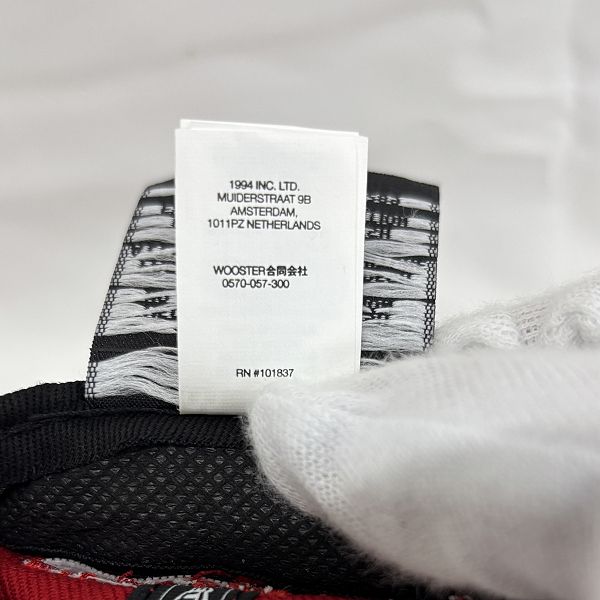 1994 INC. LTD.
MUIDERSTRAAT 9B
AMSTERDAM,
1011PZ NETHERLANDS
WOOSTER合同会社
0570-057-300
RN #101837